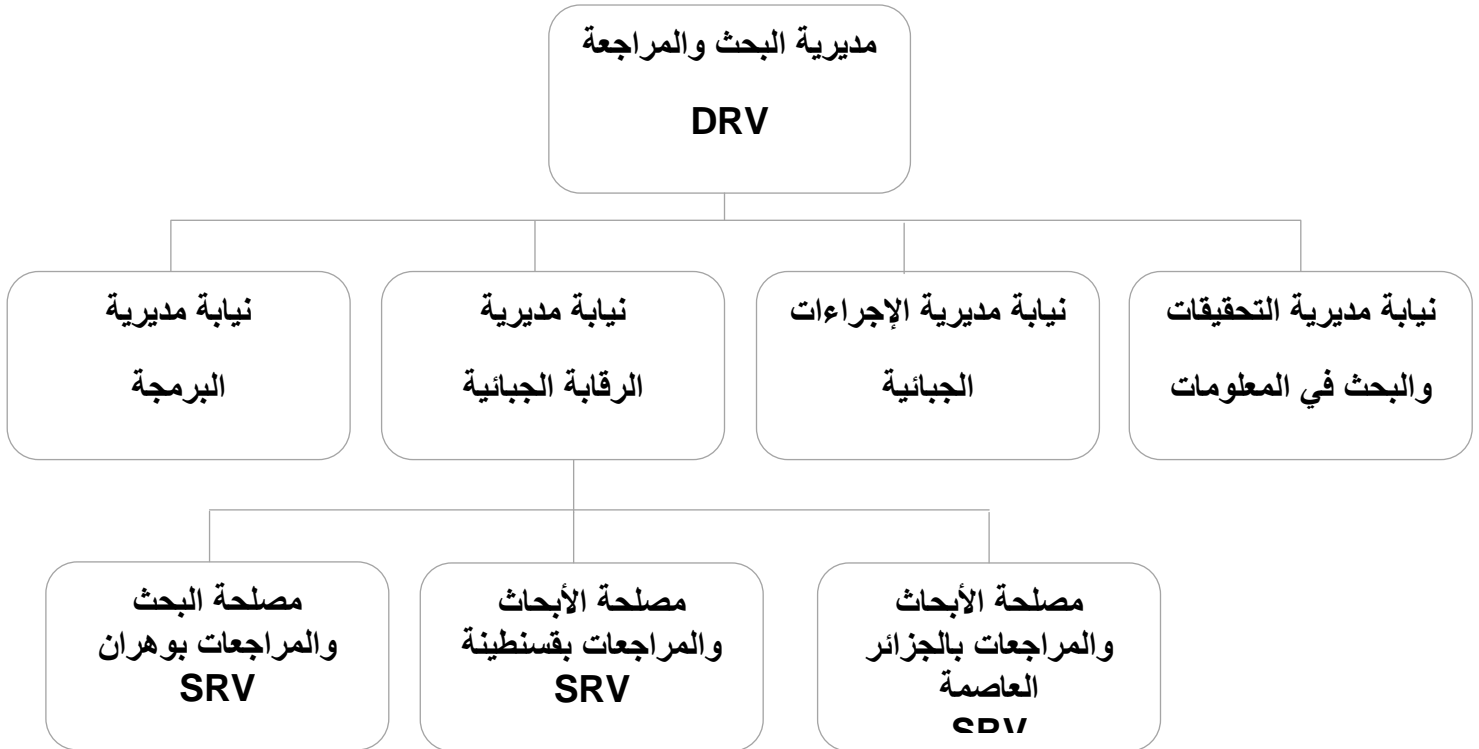 مديرية البحث والمراجعة
DRV
نيابة مديرية التحقيقات
والبحث في المعلومات
نيابة مديرية الإجراءات
الجبائية
نيابة مديرية
الرقابة الجبائية
نيابة مديرية
البرمجة
مصلحة الأبحاث
والمراجعات بالجزائر
العاصمة
SRV
مصلحة الأبحاث
والمراجعات بقسنطينة
SRV
مصلحة البحث
والمراجعات بوهران
SRV